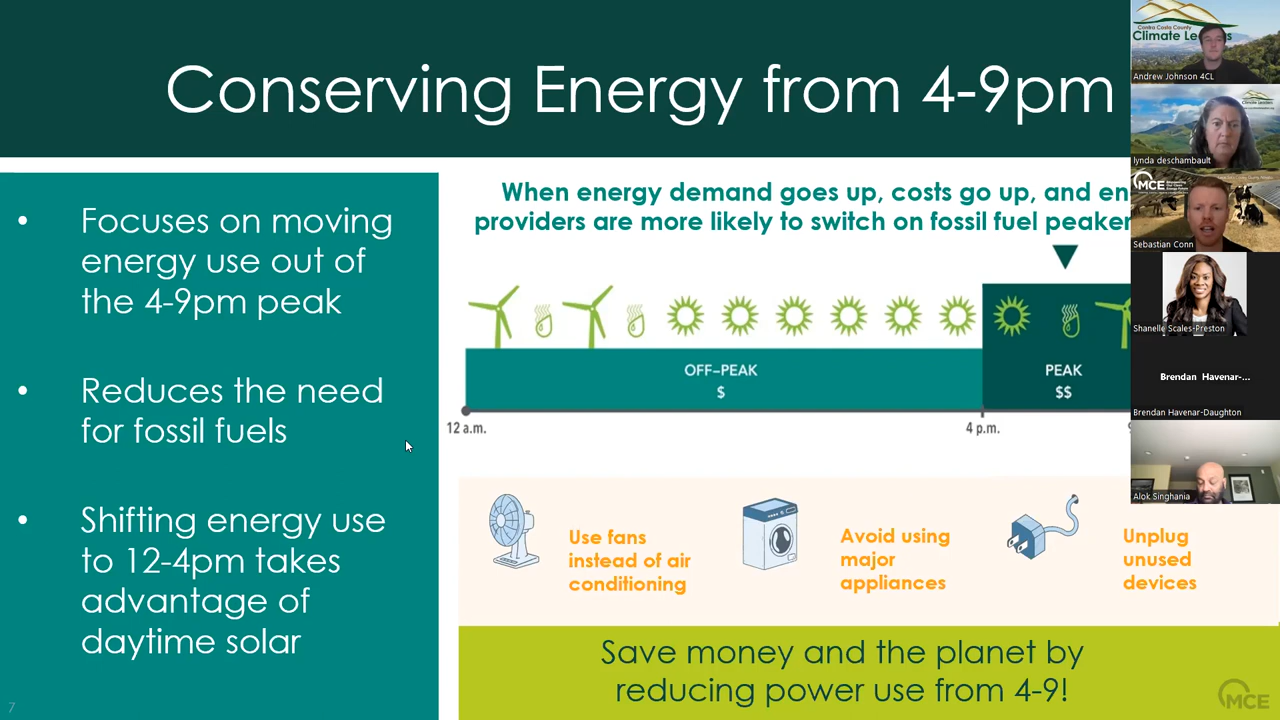 Conserving Energy from 4-9pm
• Focuses on moving
energy use out of
the 4-9pm peak
• Reduces the need
for fossil fuels
• Shifting energy use
to 12-4pm takes
advantage of
daytime solar
7
When energy demand goes up, costs go up, and en
providers are more likely to switch on fossil fuel peaker
OFF-PEAK
$
PEAK
$$
12 a.m.
4 p.m.
9
Use fans
instead of air
conditioning
Avoid using
major
appliances
Unplug
unused
devices
Save money and the planet by
reducing power use from 4-9!
MCE
Contra Costa County
Climate Le
s
Andrew Johnson 4CL
Climate Leaders
lynda deschambault
MCE
Sebastian Conn
Shanelle Scales-Preston
Brendan Havenar-...
Brendan Havenar-Daughton
Alok Singhania